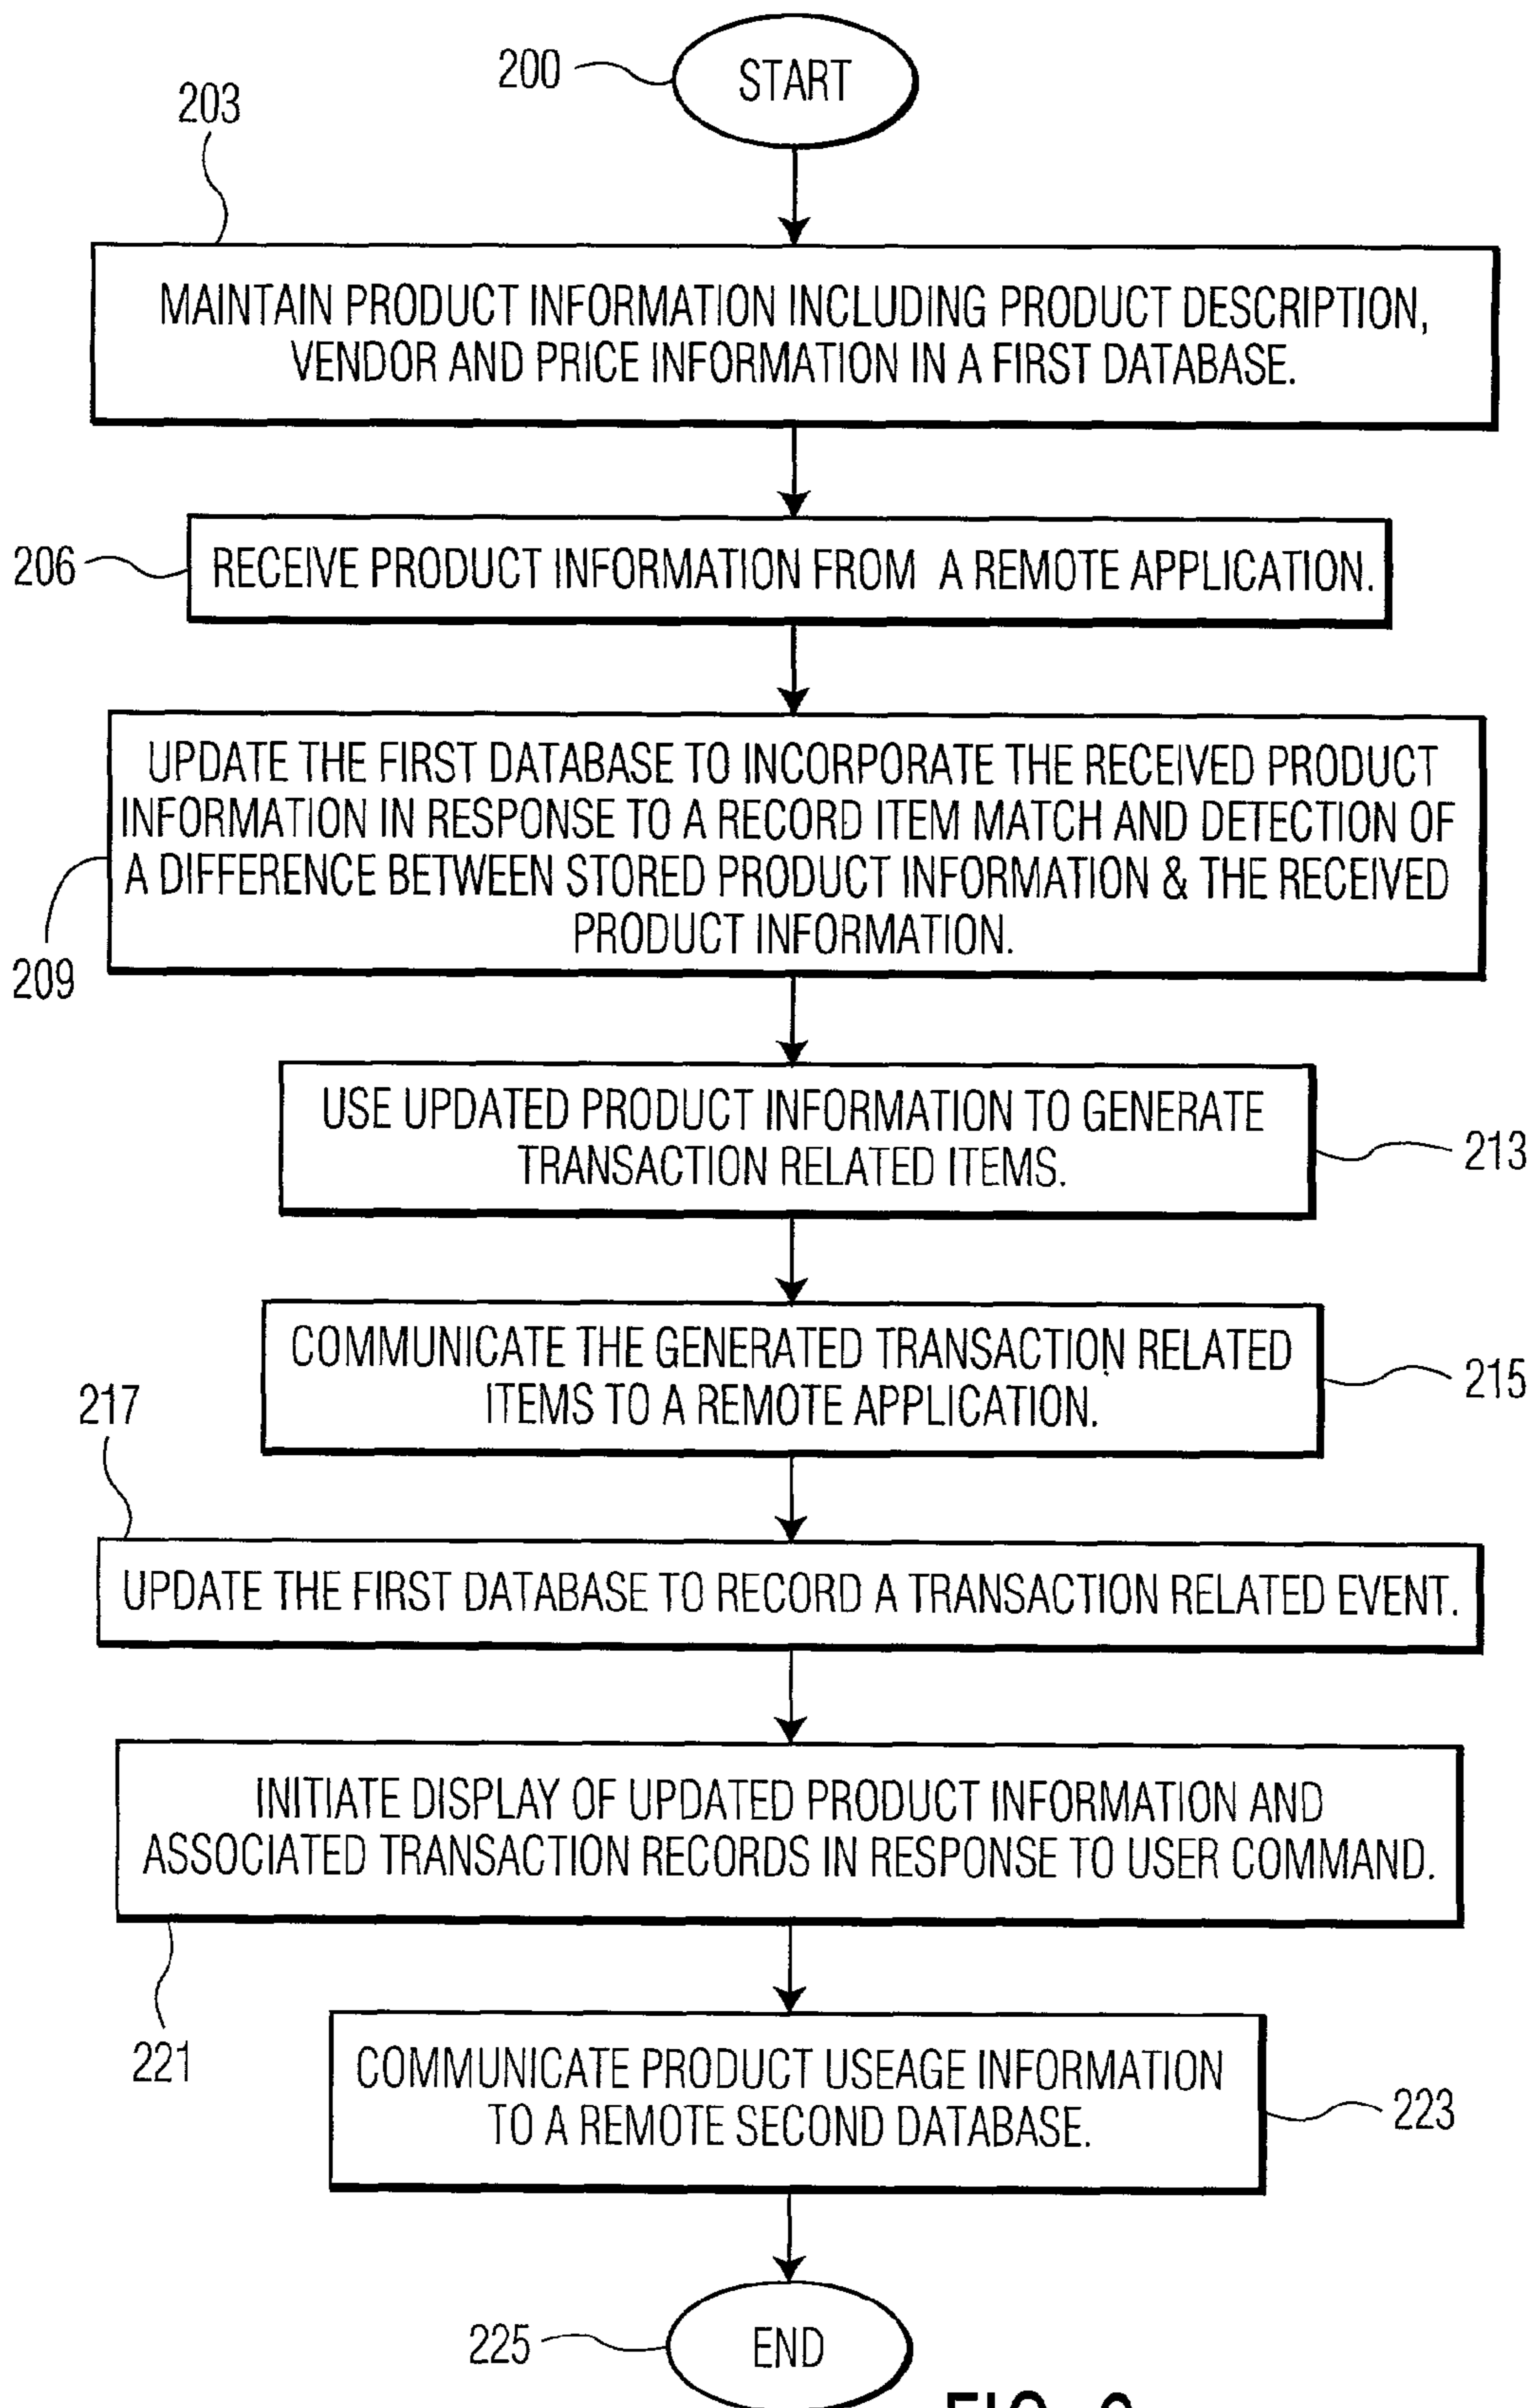 200
START
203
MAINTAIN PRODUCT INFORMATION INCLUDING PRODUCT DESCRIPTION,
VENDOR AND PRICE INFORMATION IN A FIRST DATABASE.
206
RECEIVE PRODUCT INFORMATION FROM A REMOTE APPLICATION.
UPDATE THE FIRST DATABASE TO INCORPORATE THE RECEIVED PRODUCT
INFORMATION IN RESPONSE TO A RECORD ITEM MATCH AND DETECTION OF
A DIFFERENCE BETWEEN STORED PRODUCT INFORMATION & THE RECEIVED
PRODUCT INFORMATION.
209
USE UPDATED PRODUCT INFORMATION TO GENERATE
TRANSACTION RELATED ITEMS.
213
COMMUNICATE THE GENERATED TRANSACTION RELATED
ITEMS TO A REMOTE APPLICATION.
215
217
UPDATE THE FIRST DATABASE TO RECORD A TRANSACTION RELATED EVENT.
INITIATE DISPLAY OF UPDATED PRODUCT INFORMATION AND
ASSOCIATED TRANSACTION RECORDS IN RESPONSE TO USER COMMAND.
221
COMMUNICATE PRODUCT USEAGE INFORMATION
TO A REMOTE SECOND DATABASE.
223
225
END